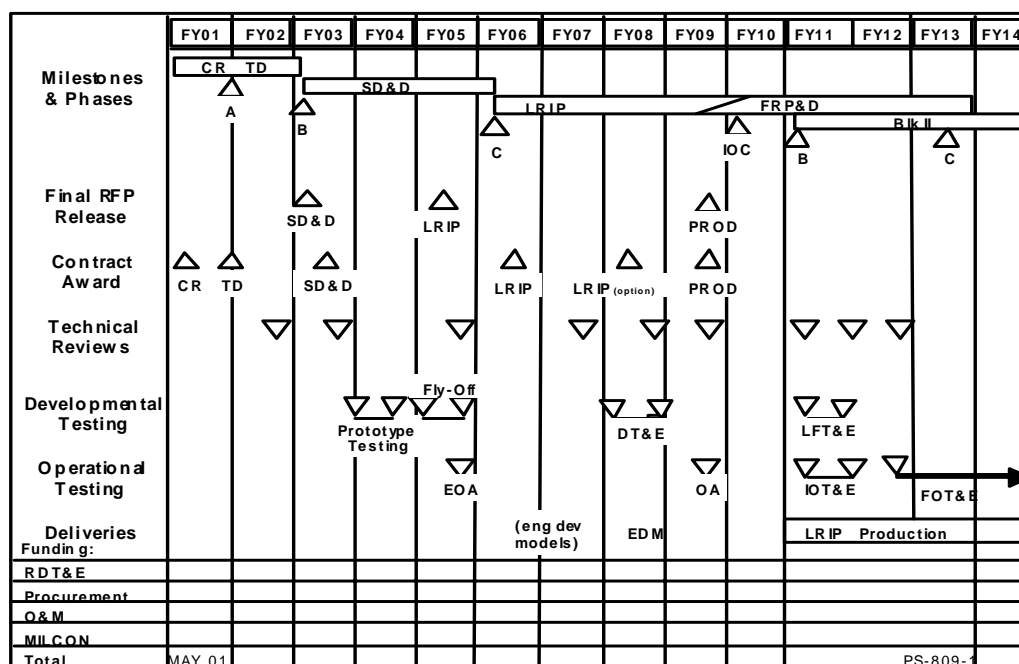 FY01 FY02 FY03 FY04 FY05 FY06 FY07 FY08 FY09 FY10 FY11 FY12 FY13 FY14
Milestones
& Phases
CR TD
SD&D
LRIP
FRP&D
Blk II
A
B
C
IOC
B
C
Final RFP
Release
SD&D
LRIP
PROD
Contract
Award
CR TD
SD&D
LRIP
LRIP (option)
PROD
Technical
Reviews
Developmental
Testing
Fly-Off
Prototype
Testing
DT&E
LFT&E
Operational
Testing
EOA
OA
IOT&E
FOT&E
Deliveries
(eng dev
models)
EDM
LRIP Production
Funding:
RDT&E
Procurement
O&M
MILCON
Total
MAY 01
PS-809-1